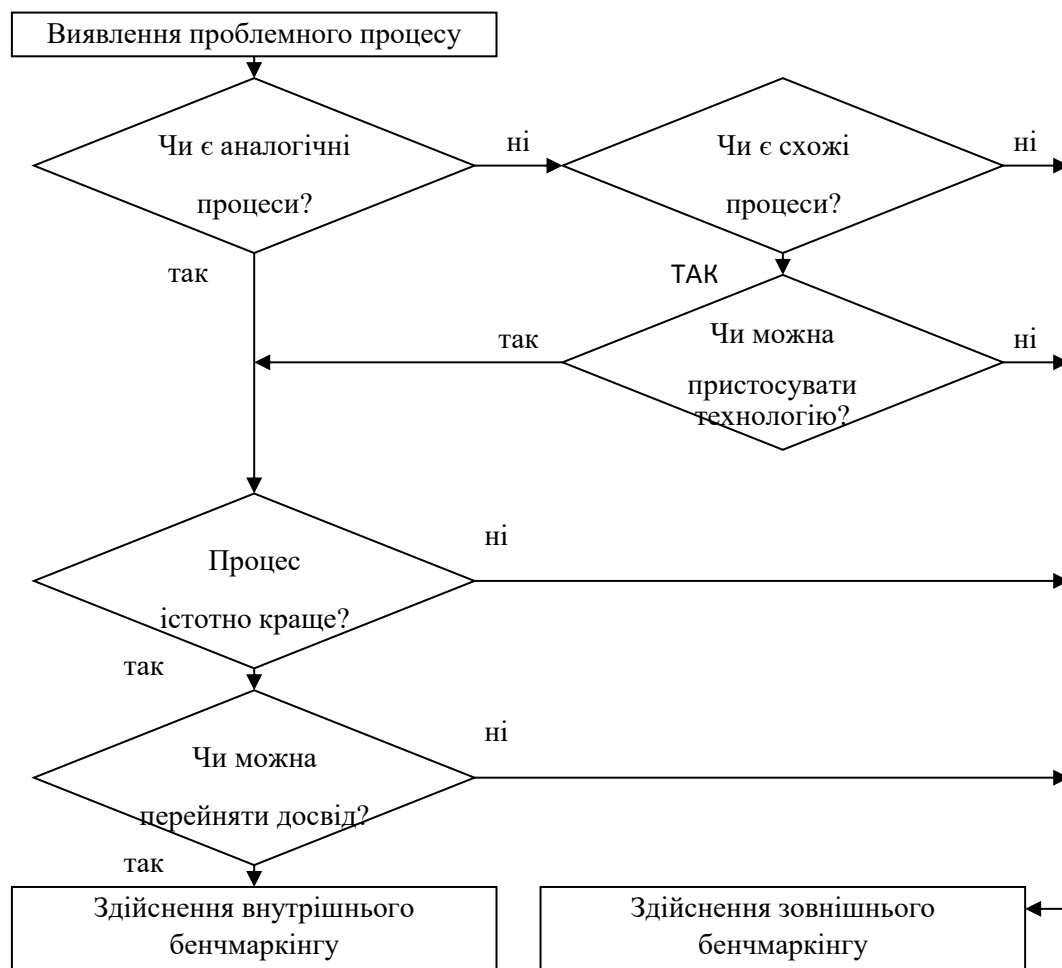 Виявлення проблемного процесу
Чи є аналогічні
процеси?
ні
Чи є схожі
процеси?
ні
так
ТАК
Чи можна
пристосувати
технологію?
так
ні
Процес
істотно краще?
ні
так
Чи можна
перейняти досвід?
ні
так
Здійснення внутрішнього
бенчмаркінгу
Здійснення зовнішнього
бенчмаркінгу